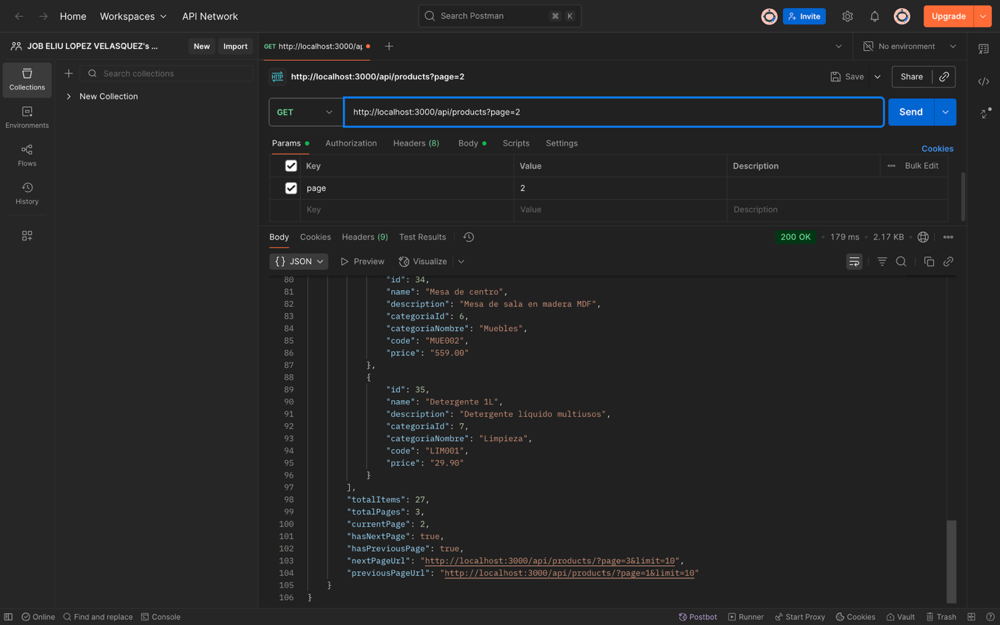 Home Workspaces API Network Search Postman ⌘ K Invite Upgrade
JOB ELIU LOPEZ VELASQUEZ's ... New Import GET http://localhost:3000/ap No environment
Collections
Search collections
New Collection
Environments
Flows
History
http://localhost:3000/api/products?page=2 Save Share
GET http://localhost:3000/api/products?page=2 Send
Params Authorization Headers (8) Body Scripts Settings Cookies
Key Value Description Bulk Edit
page 2
Key Value Description
Body Cookies Headers (9) Test Results 200 OK • 179 ms • 2.17 KB
{} JSON Preview Visualize
80 "id": 34,
81 "name": "Mesa de centro",
82 "description": "Mesa de sala en madera MDF",
83 "categoriaId": 6,
84 "categoriaNombre": "Muebles",
85 "code": "MUE002",
86 "price": "559.00"
87 },
88 {
89 "id": 35,
90 "name": "Detergente 1L",
91 "description": "Detergente líquido multiusos",
92 "categoriaId": 7,
93 "categoriaNombre": "Limpieza",
94 "code": "LIM001",
95 "price": "29.90"
96 }
97 ],
98 "totalItems": 27,
99 "totalPages": 3,
100 "currentPage": 2,
101 "hasNextPage": true,
102 "hasPreviousPage": true,
103 "nextPageUrl": "http://localhost:3000/api/products/?page=3&limit=10",
104 "previousPageUrl": "http://localhost:3000/api/products/?page=1&limit=10"
105 }
106 }
Online Find and replace Console Postbot Runner Start Proxy Cookies Vault Trash